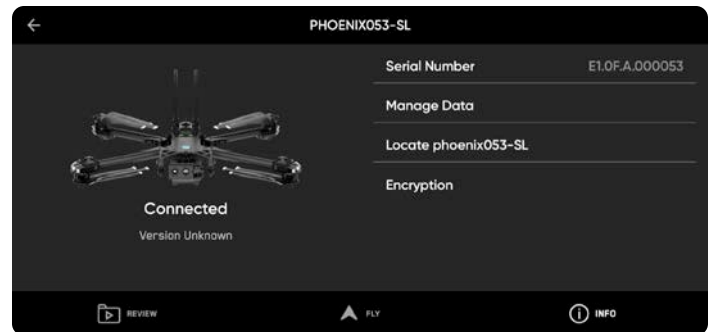 PHOENIX053-SL
Serial Number E1.0F.A.000053
Manage Data
Locate phoenix053-SL
Encryption
Connected
Version Unknown
REVIEW FLY INFO